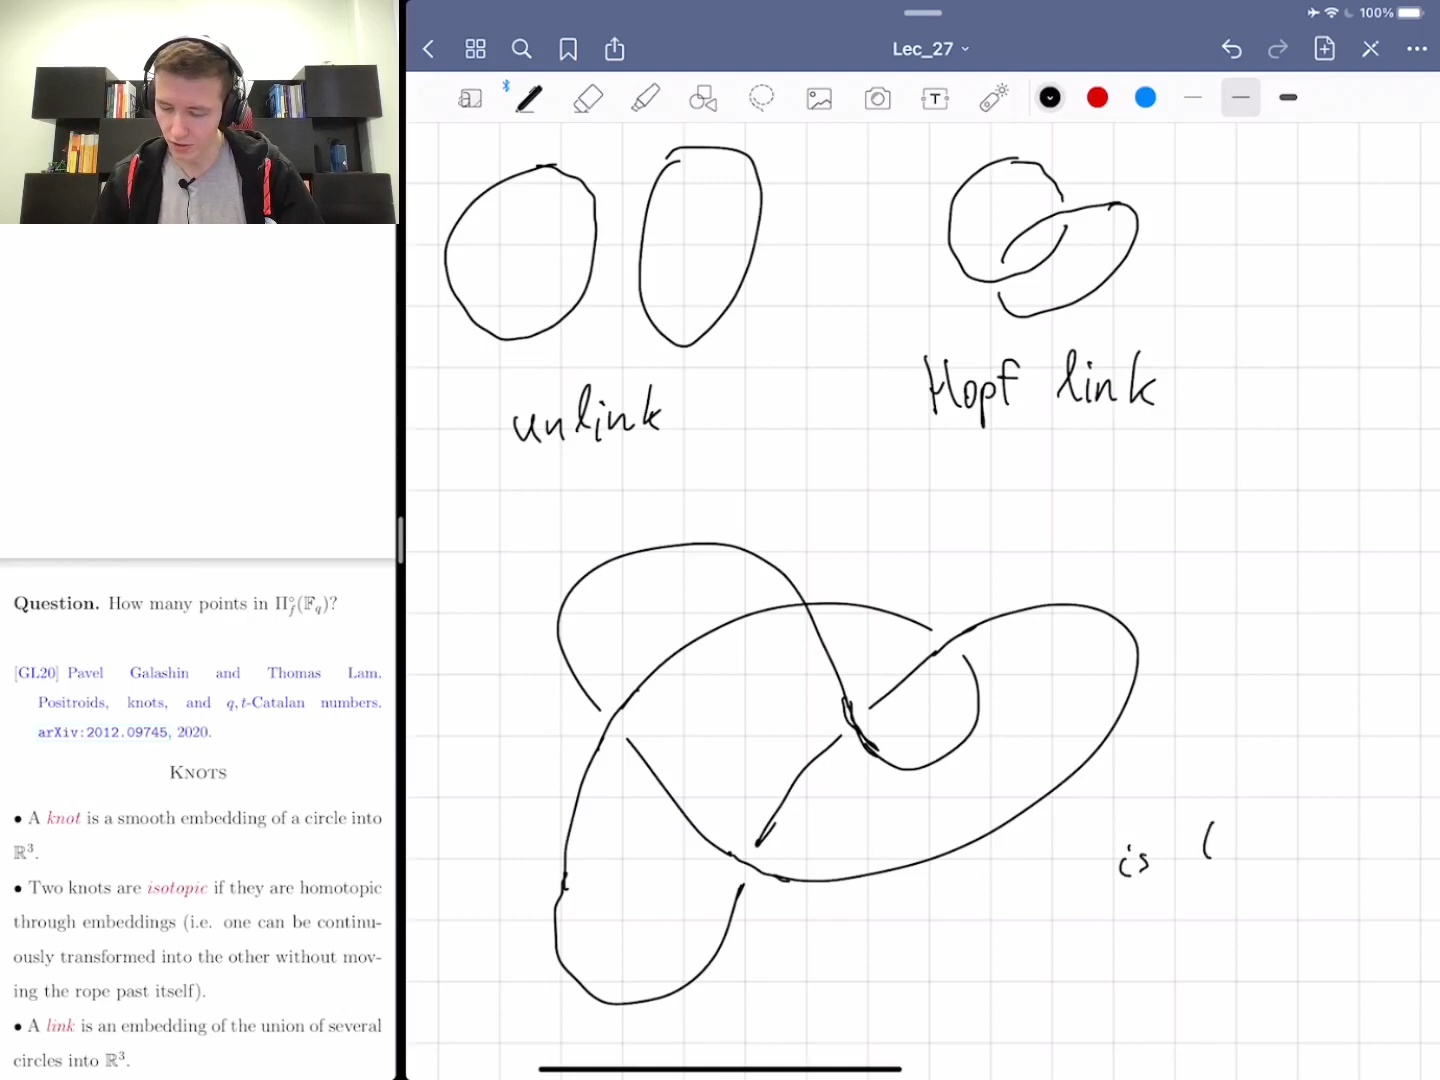 100%
Lec_27
T
unlink
Hopf link
is (
Question. How many points in Π°_f(𝔽_q)?
[GL20] Pavel Galashin and Thomas Lam.
Positroids, knots, and q, t-Catalan numbers.
arXiv:2012.09745, 2020.
KNOTS
• A knot is a smooth embedding of a circle into
ℝ³.
• Two knots are isotopic if they are homotopic
through embeddings (i.e. one can be continu-
ously transformed into the other without mov-
ing the rope past itself).
• A link is an embedding of the union of several
circles into ℝ³.